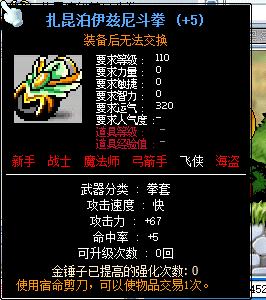 扎昆泊伊兹尼斗拳 (+5)
装备后无法交换
要求等级： 110
要求力量： 0
要求敏捷： 0
要求智力： 0
要求运气： 320
要求人气度： -
道具等级： -
道具经验值： -
新手 战士 魔法师 弓箭手 飞侠 海盗
武器分类 ： 拳套
攻击速度 ： 快
攻击力 ： +67
命中率 ： +5
可升级次数 ： 0回
金锤子已提高的强化次数: 0
使用宿命剪刀，可以使物品交易1次。
452